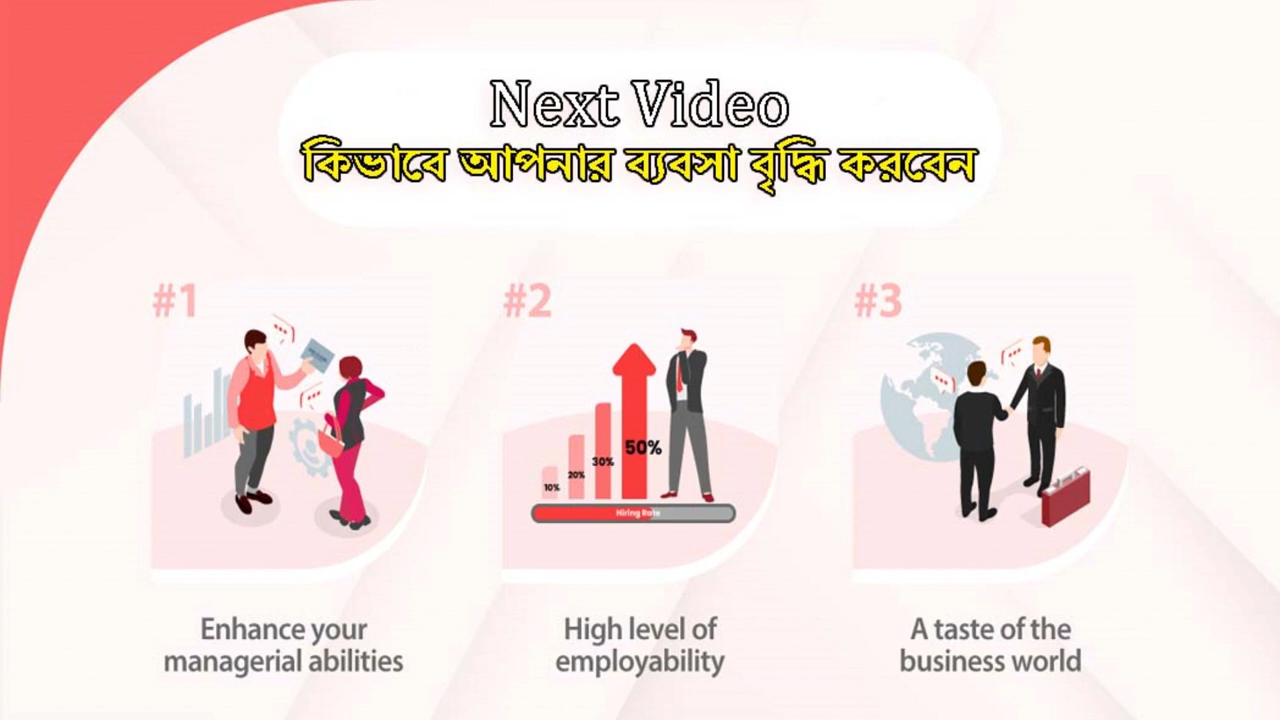 Next Video
কিভাবে আপনার ব্যবসা বৃদ্ধি করবেন
#1
#2
#3
10%
20%
30%
50%
Hiring Rate
Enhance your
managerial abilities
High level of
employability
A taste of the
business world